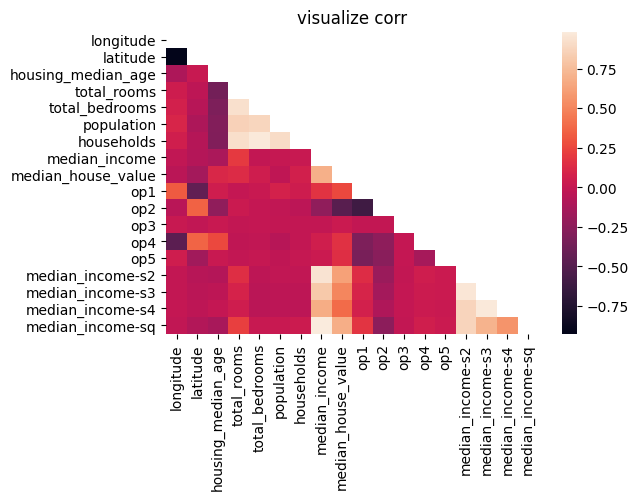 visualize corr
longitude
latitude
housing_median_age
total_rooms
total_bedrooms
population
households
median_income
median_house_value
op1
op2
op3
op4
op5
median_income-s2
median_income-s3
median_income-s4
median_income-sq
longitude
latitude
housing_median_age
total_rooms
total_bedrooms
population
households
median_income
median_house_value
op1
op2
op3
op4
op5
median_income-s2
median_income-s3
median_income-s4
median_income-sq
0.75
0.50
0.25
0.00
−0.25
−0.50
−0.75